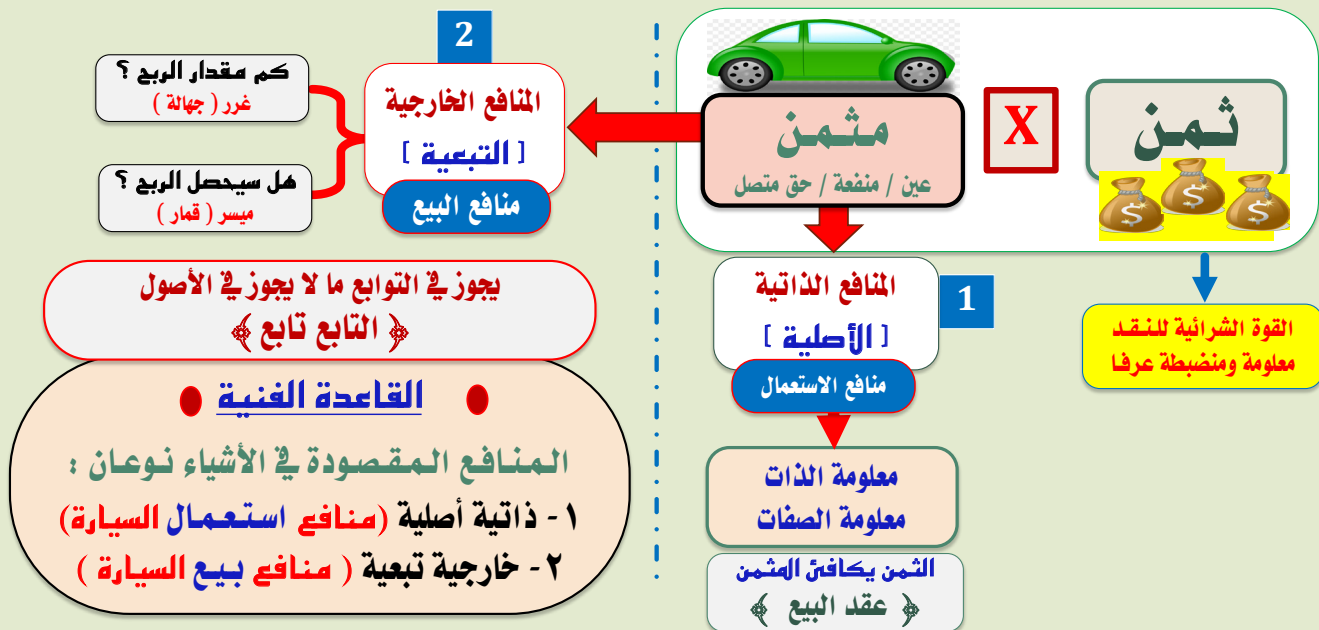 ثمن
X
مثمن
عين / منفعة / حق متصل
$ $ $
القوة الشرائية للنقد
معلومة ومنضبطة عرفا
1
المنافع الذاتية
[ الأصلية ]
منافع الاستعمال
معلومة الذات
معلومة الصفات
الثمن يكافئ المثمن
﴿ عقد البيع ﴾
2
المنافع الخارجية
[ التبعية ]
منافع البيع
كم مقدار الربح ؟
غرر ( جهالة )
هل سيحصل الربح ؟
ميسر ( قمار )
يجوز في التوابع ما لا يجوز في الأصول
﴿ التابع تابع ﴾
القاعدة الفنية
المنافع المقصودة في الأشياء نوعان :
١ - ذاتية أصلية (منافع استعمال السيارة)
٢ - خارجية تبعية ( منافع بيع السيارة )